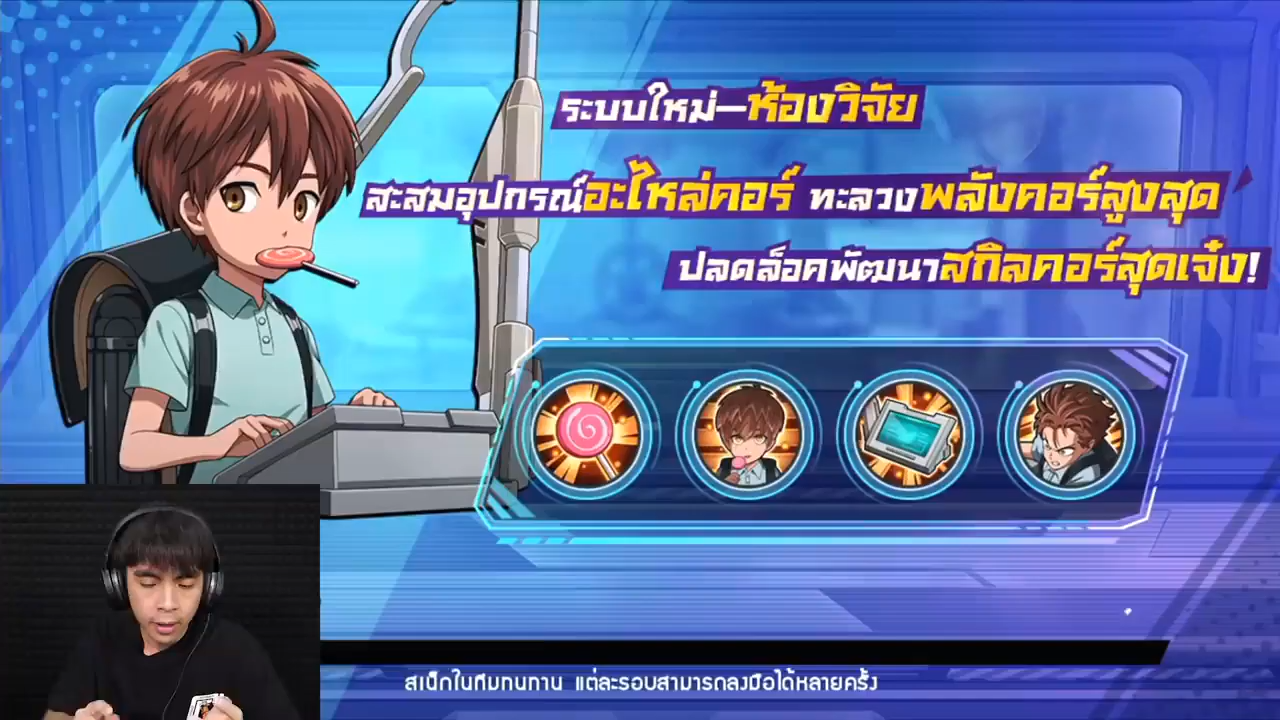 ระบบใหม่—ห้องวิจัย
สะสมอุปกรณ์อะไหล่คอร์ ทะลวงพลังคอร์สูงสุด
ปลดล็อคพัฒนาสกิลคอร์สุดเจ๋ง!
สเน็กในทีมทนทาน แต่ละรอบสามารถลงมือได้หลายครั้ง